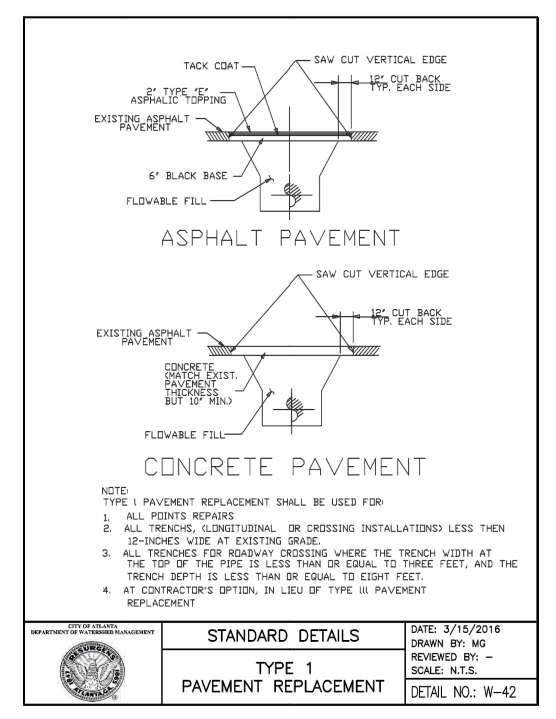 TACK COAT
SAW CUT VERTICAL EDGE
2" TYPE "E"
ASPHALIC TOPPING
12" CUT BACK
TYP. EACH SIDE
EXISTING ASPHALT
PAVEMENT
6" BLACK BASE
FLOWABLE FILL
ASPHALT PAVEMENT
SAW CUT VERTICAL EDGE
12" CUT BACK
TYP. EACH SIDE
EXISTING ASPHALT
PAVEMENT
CONCRETE
(MATCH EXIST.
PAVEMENT
THICKNESS
BUT 10" MIN.)
FLOWABLE FILL
CONCRETE PAVEMENT
NOTE:
TYPE I PAVEMENT REPLACEMENT SHALL BE USED FOR:
1. ALL POINTS REPAIRS
2. ALL TRENCHS, (LONGITUDINAL OR CROSSING INSTALLATIONS) LESS THEN
12-INCHES WIDE AT EXISTING GRADE.
3. ALL TRENCHES FOR ROADWAY CROSSING WHERE THE TRENCH WIDTH AT
THE TOP OF THE PIPE IS LESS THAN OR EQUAL TO THREE FEET, AND THE
TRENCH DEPTH IS LESS THAN OR EQUAL TO EIGHT FEET.
4. AT CONTRACTOR'S OPTION, IN LIEU OF TYPE III PAVEMENT
REPLACEMENT
CITY OF ATLANTA
DEPARTMENT OF WATERSHED MANAGEMENT
RESURGENS
1847 ATLANTA,GA. 1865
STANDARD DETAILS
TYPE 1
PAVEMENT REPLACEMENT
DATE: 3/15/2016
DRAWN BY: MG
REVIEWED BY: -
SCALE: N.T.S.
DETAIL NO.: W-42